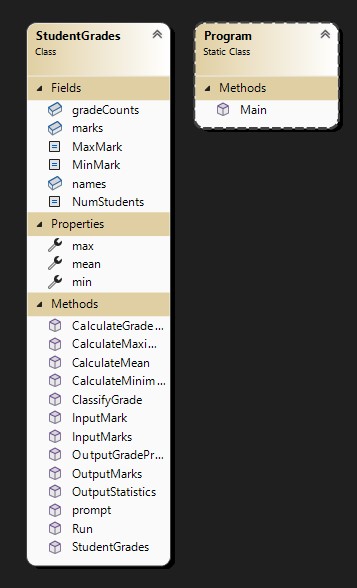 StudentGrades
Class
Fields
gradeCounts
marks
MaxMark
MinMark
names
NumStudents
Properties
max
mean
min
Methods
CalculateGrade...
CalculateMaxi...
CalculateMean
CalculateMinim...
ClassifyGrade
InputMark
InputMarks
OutputGradePr...
OutputMarks
OutputStatistics
prompt
Run
StudentGrades
Program
Static Class
Methods
Main